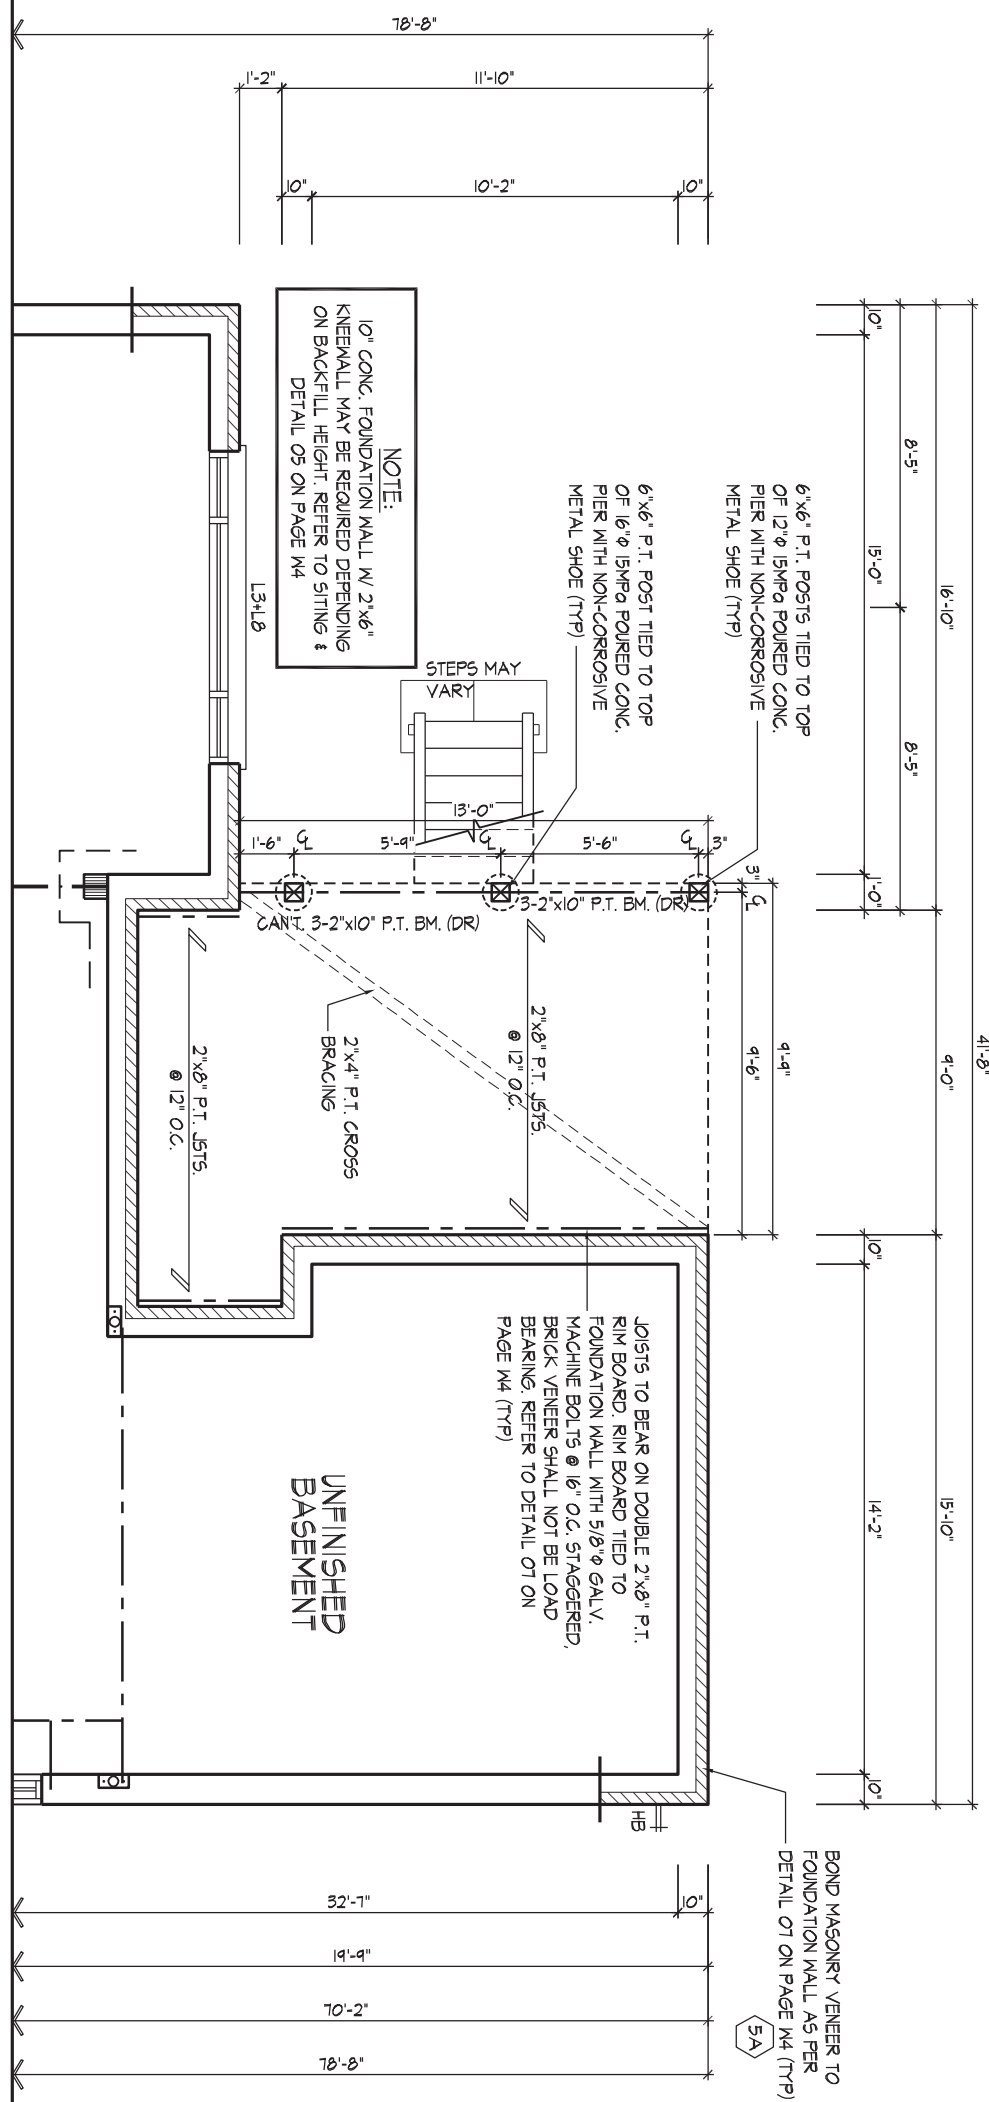 78'-8"
1'-2"
11'-10"
10"
10'-2"
10"
10"
8'-5"
15'-0"
8'-5"
1'-0"
16'-10"
9'-0"
15'-10"
41'-8"
10"
14'-2"
10"
NOTE:
10" CONC. FOUNDATION WALL W/ 2"x6"
KNEEWALL MAY BE REQUIRED DEPENDING
ON BACKFILL HEIGHT. REFER TO SITING &
DETAIL 05 ON PAGE W4
6"x6" P.T. POSTS TIED TO TOP
OF 12"φ 15MPa POURED CONC.
PIER WITH NON-CORROSIVE
METAL SHOE (TYP)
6"x6" P.T. POST TIED TO TOP
OF 16"φ 15MPa POURED CONC.
PIER WITH NON-CORROSIVE
METAL SHOE (TYP)
L3+L8
STEPS MAY
VARY
13'-0"
1'-6"
CL
5'-9"
CL
5'-6"
CL
3"
3"
CL
CAN'T. 3-2"x10" P.T. BM. (DR)
3-2"x10" P.T. BM. (DR)
9'-6"
9'-9"
2"x8" P.T. JSTS.
@ 12" O.C.
2"x8" P.T. JSTS.
@ 12" O.C.
2"x4" P.T. CROSS
BRACING
JOISTS TO BEAR ON DOUBLE 2"x8" P.T.
RIM BOARD. RIM BOARD TIED TO
FOUNDATION WALL WITH 5/8"φ GALV.
MACHINE BOLTS @ 16" O.C. STAGGERED,
BRICK VENEER SHALL NOT BE LOAD
BEARING. REFER TO DETAIL 07 ON
PAGE W4 (TYP)
UNFINISHED
BASEMENT
HB
BOND MASONRY VENEER TO
FOUNDATION WALL AS PER
DETAIL 07 ON PAGE W4 (TYP)
5A
32'-7"
10"
19'-9"
70'-2"
78'-8"